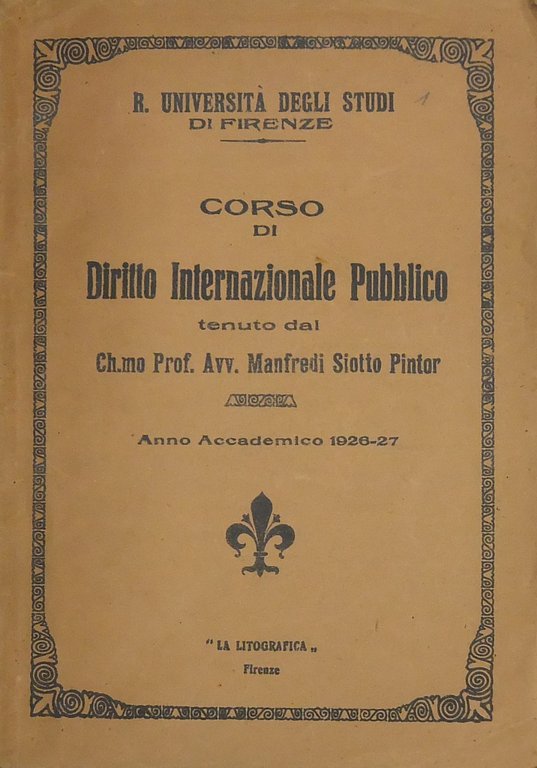 R. UNIVERSITÀ DEGLI STUDI
DI FIRENZE
1
CORSO
DI
Diritto Internazionale Pubblico
tenuto dal
Ch.mo Prof. Avv. Manfredi Siotto Pintor
Anno Accademico 1926-27
"LA LITOGRAFICA„
Firenze